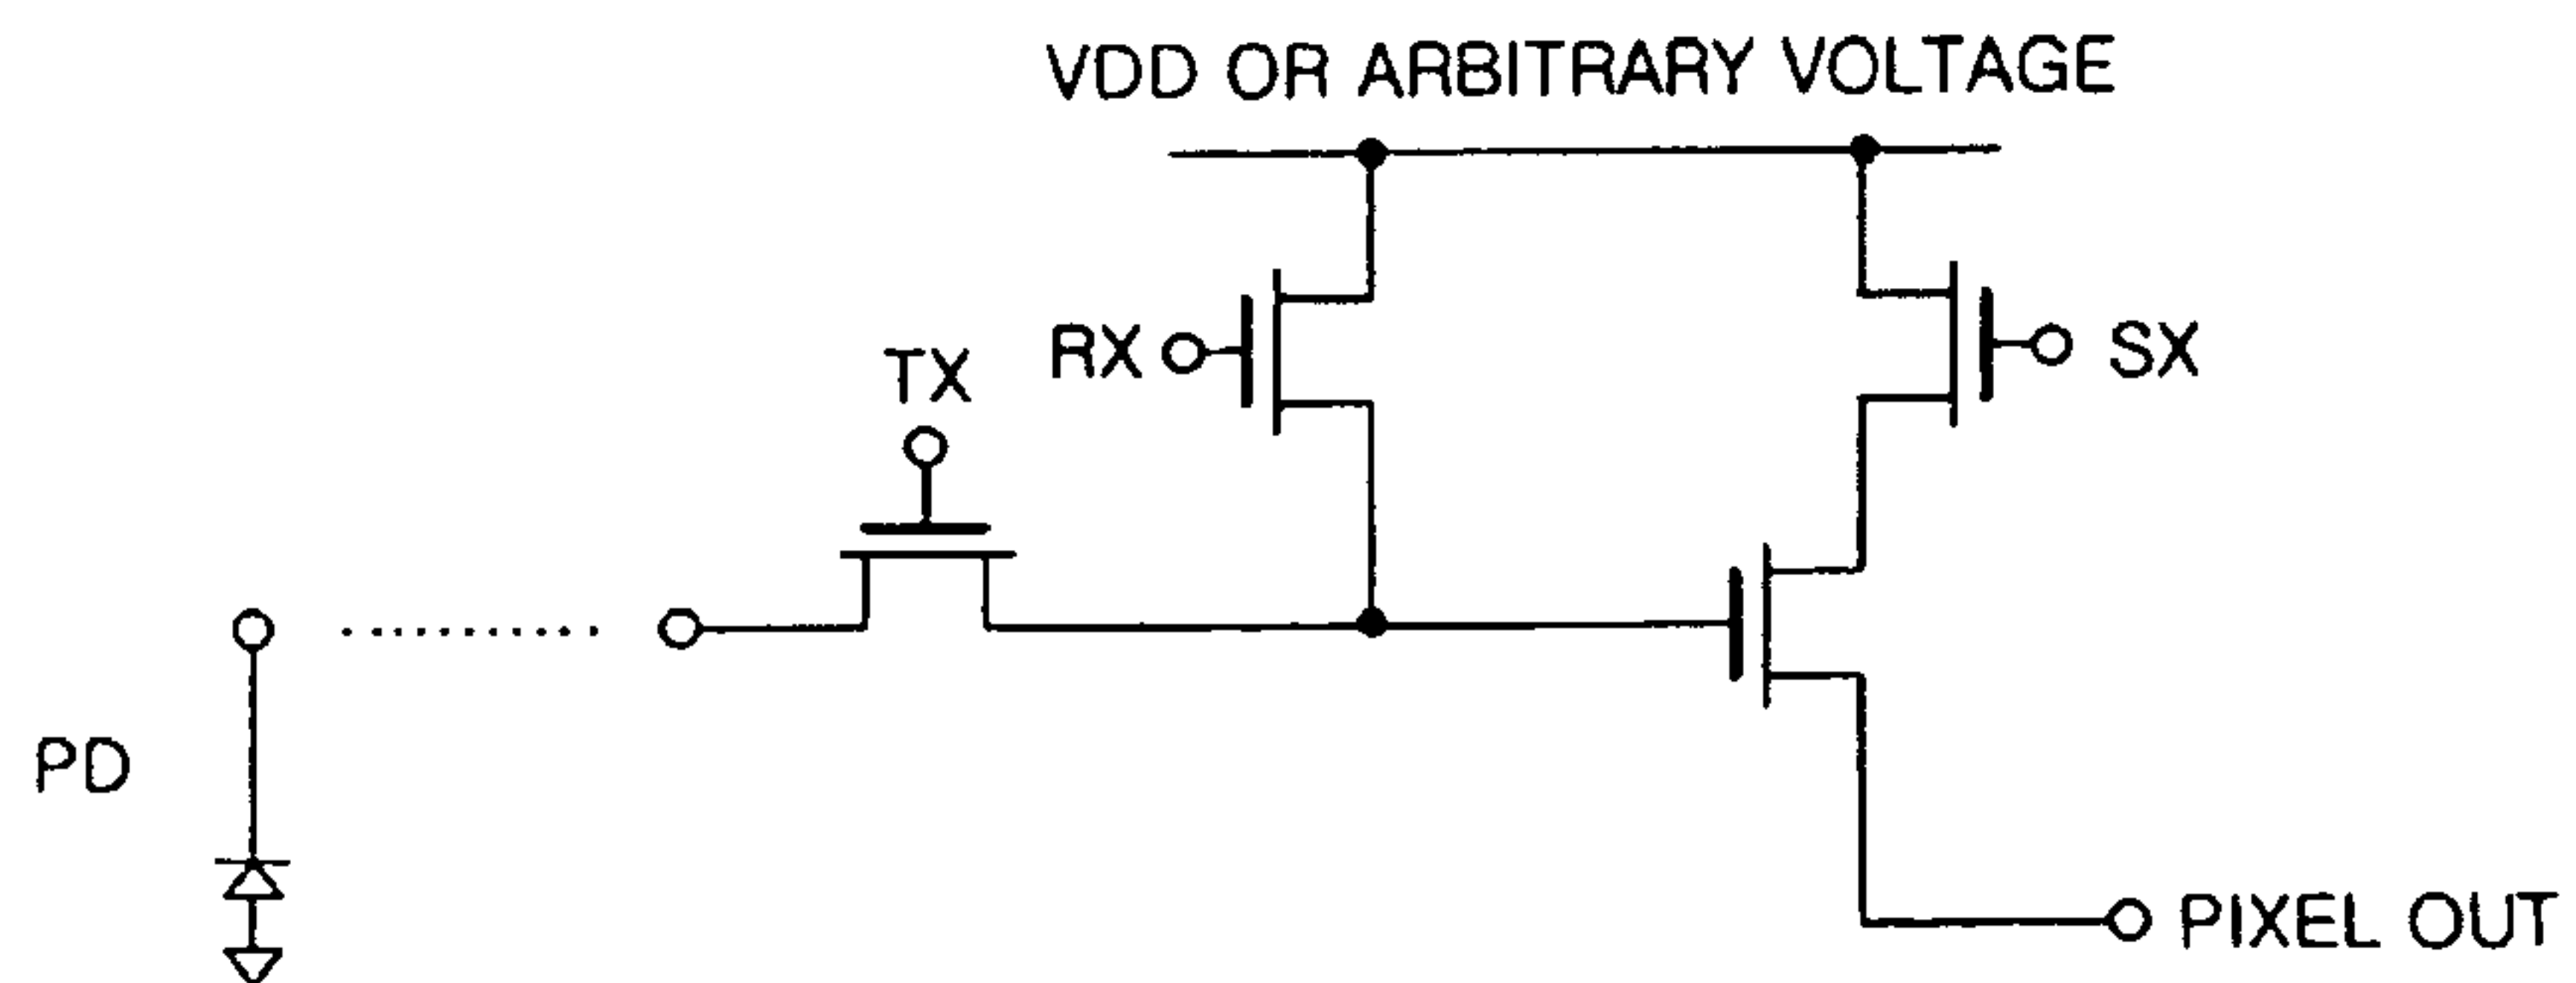 VDD OR ARBITRARY VOLTAGE
RX
SX
TX
PD
PIXEL OUT